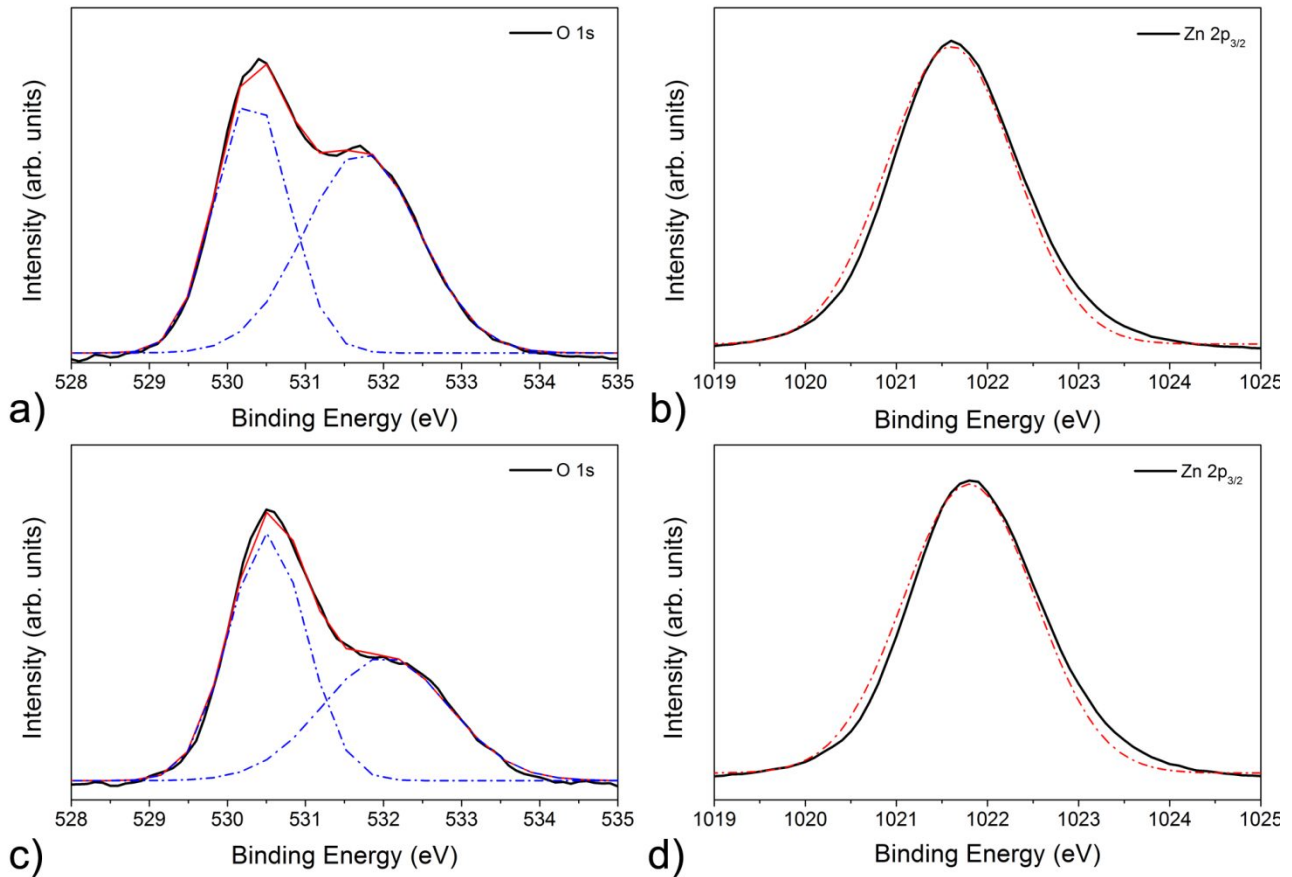 O 1s
Intensity (arb. units)
528 529 530 531 532 533 534 535
Binding Energy (eV)
a)
Zn 2p3/2
Intensity (arb. units)
1019 1020 1021 1022 1023 1024 1025
Binding Energy (eV)
b)
O 1s
Intensity (arb. units)
528 529 530 531 532 533 534 535
Binding Energy (eV)
c)
Zn 2p3/2
Intensity (arb. units)
1019 1020 1021 1022 1023 1024 1025
Binding Energy (eV)
d)